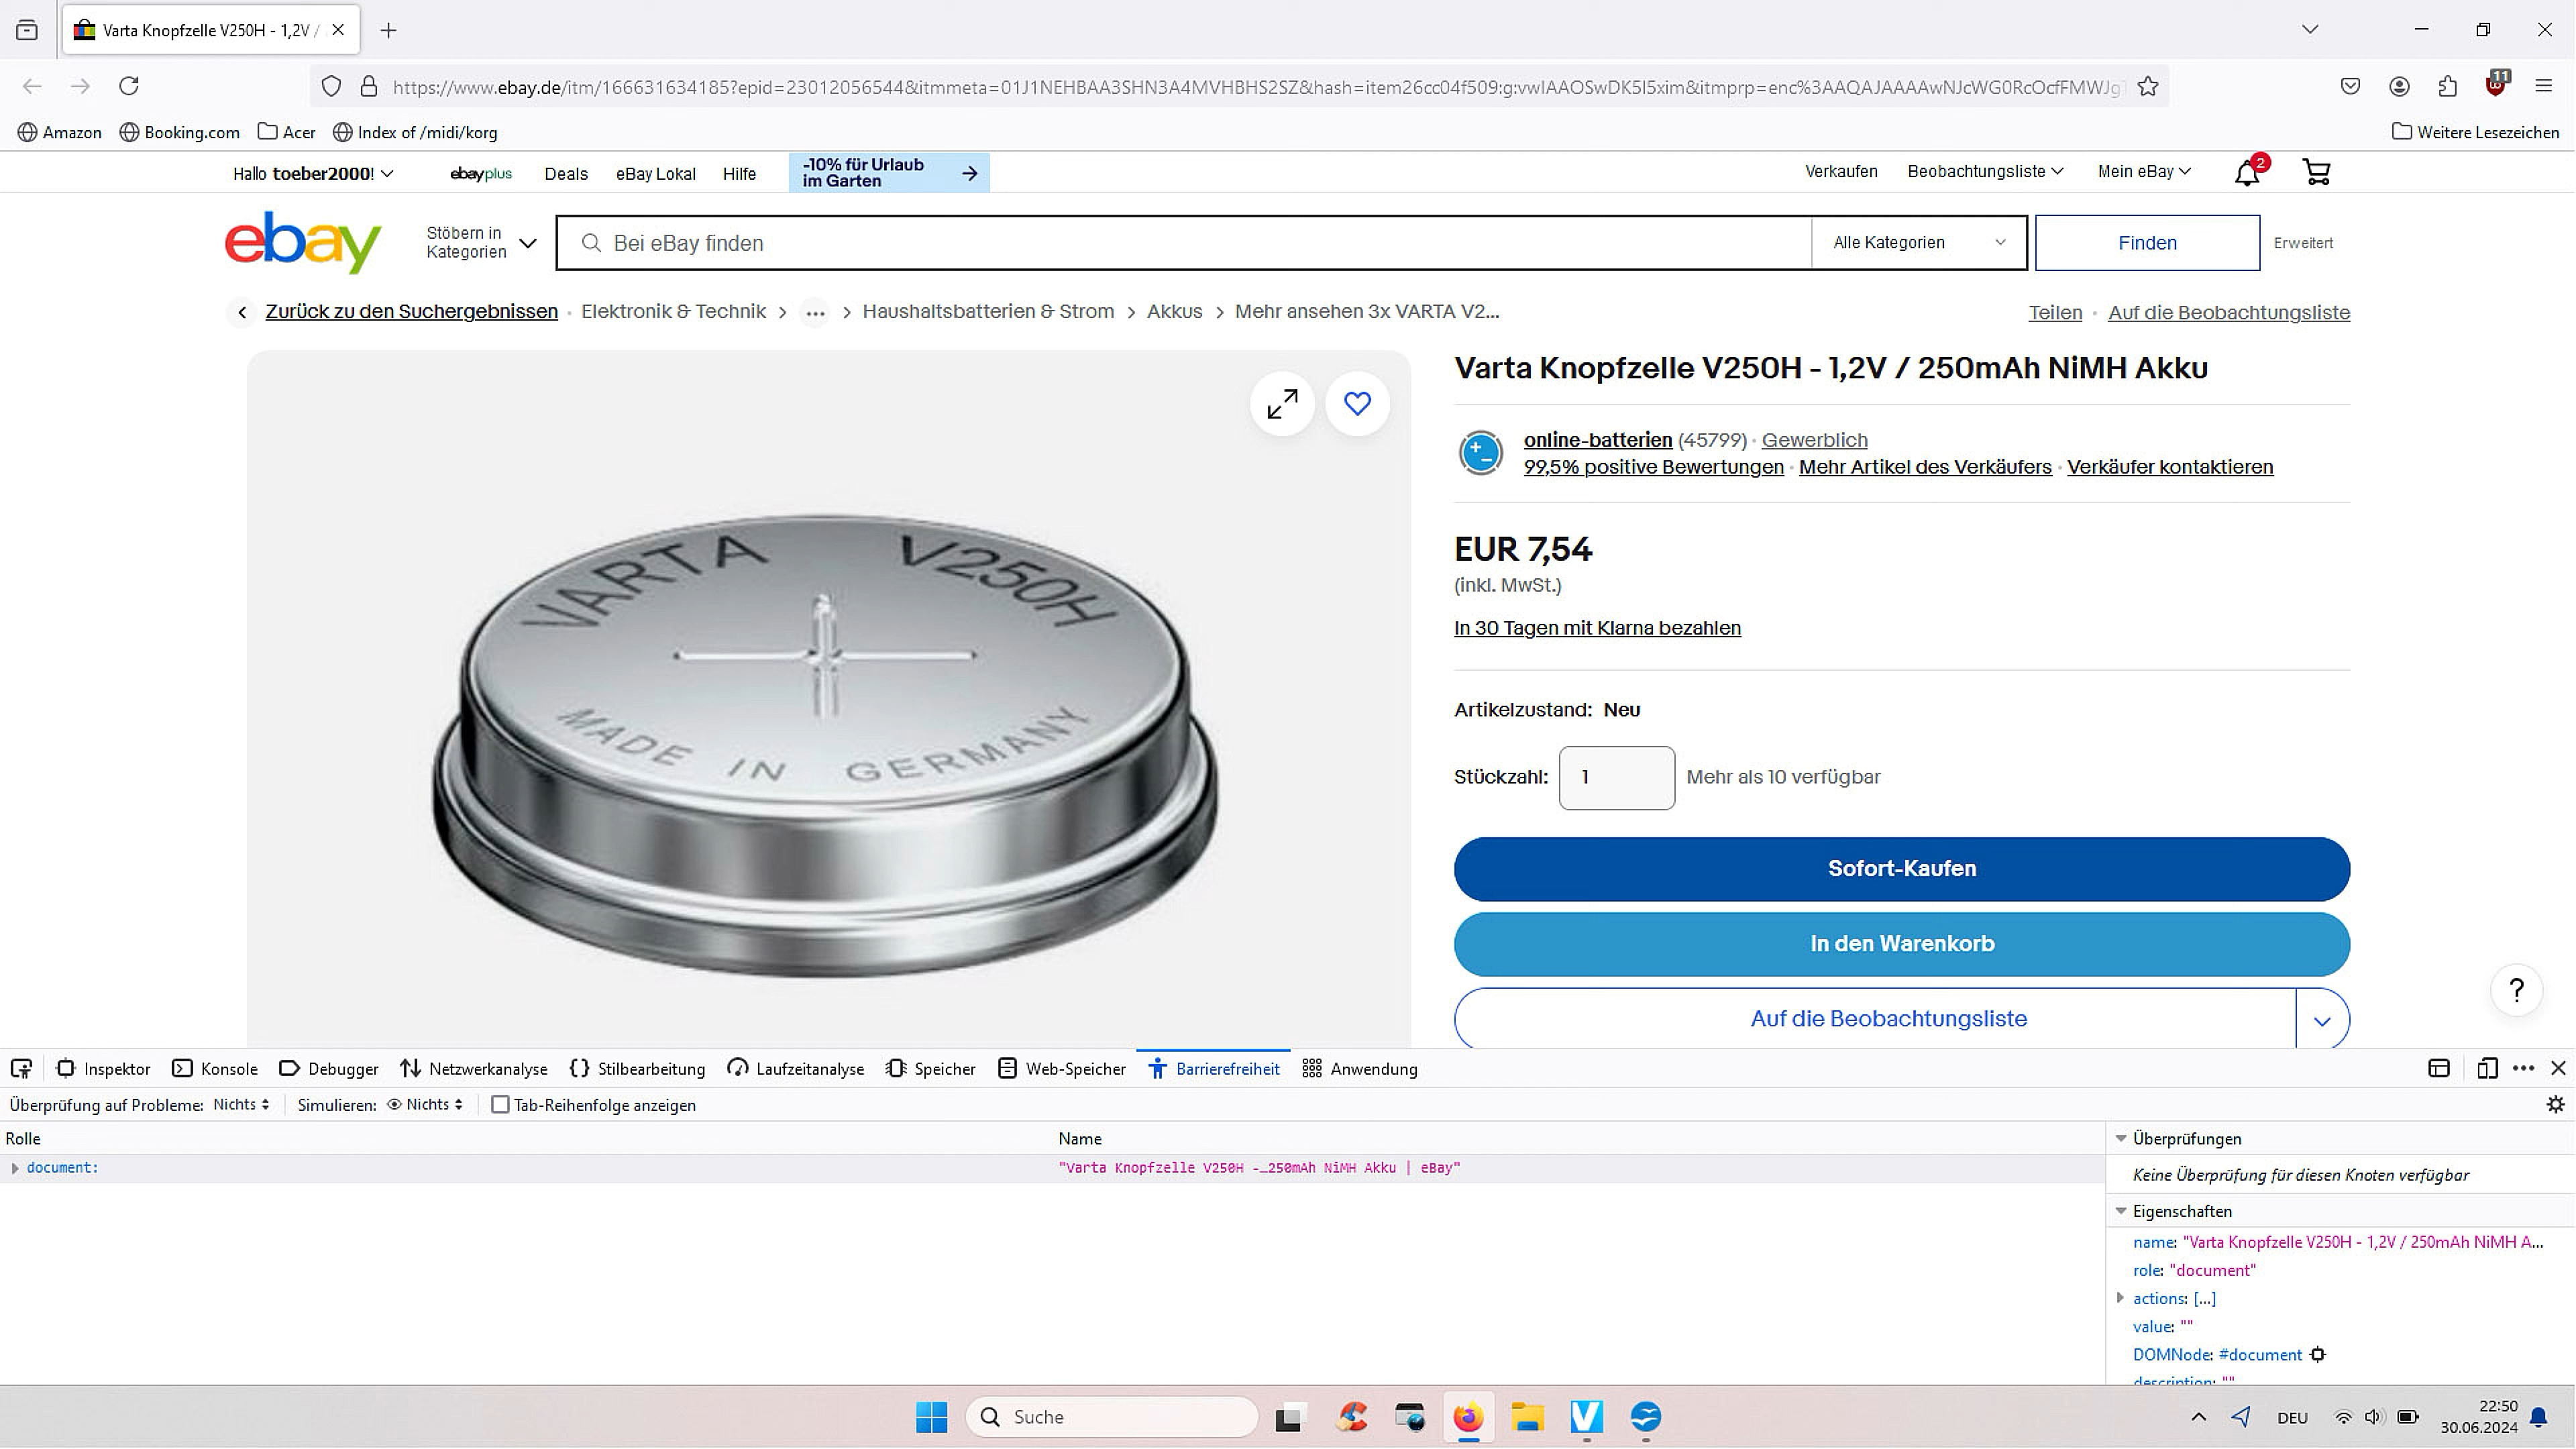 Varta Knopfzelle V250H - 1,2V /
https://www.ebay.de/itm/166631634185?epid=23012056544&itmmeta=01J1NEHBAA3SHN3A4MVHBHS2SZ&hash=item26cc04f509:g:vwIAAOSwDK5l5xim&itmprp=enc%3AAQAJAAAAwNJcWG0RcOcfFMWJg
11
Amazon Booking.com Acer Index of /midi/korg Weitere Lesezeichen
Hallo toeber2000! ebayplus Deals eBay Lokal Hilfe
-10% für Urlaub
im Garten
Verkaufen Beobachtungsliste Mein eBay 2
ebay
Stöbern in
Kategorien
Bei eBay finden Alle Kategorien Finden Erweitert
Zurück zu den Suchergebnissen · Elektronik & Technik > ... > Haushaltsbatterien & Strom > Akkus > Mehr ansehen 3x VARTA V2...
Teilen · Auf die Beobachtungsliste
VARTA V250H
MADE IN GERMANY
Varta Knopfzelle V250H - 1,2V / 250mAh NiMH Akku
online-batterien (45799) · Gewerblich
99,5% positive Bewertungen · Mehr Artikel des Verkäufers · Verkäufer kontaktieren
EUR 7,54
(inkl. MwSt.)
In 30 Tagen mit Klarna bezahlen
Artikelzustand: Neu
Stückzahl: 1 Mehr als 10 verfügbar
Sofort-Kaufen
In den Warenkorb
Auf die Beobachtungsliste
?
Inspektor Konsole Debugger Netzwerkanalyse Stilbearbeitung Laufzeitanalyse Speicher Web-Speicher Barrierefreiheit Anwendung
Überprüfung auf Probleme: Nichts Simulieren: Nichts Tab-Reihenfolge anzeigen
Rolle Name
document: "Varta Knopfzelle V250H -…250mAh NiMH Akku | eBay"
Überprüfungen
Keine Überprüfung für diesen Knoten verfügbar
Eigenschaften
name: "Varta Knopfzelle V250H - 1,2V / 250mAh NiMH A...
role: "document"
actions: [...]
value: ""
DOMNode: #document
description: ""
Suche
DEU
22:50
30.06.2024